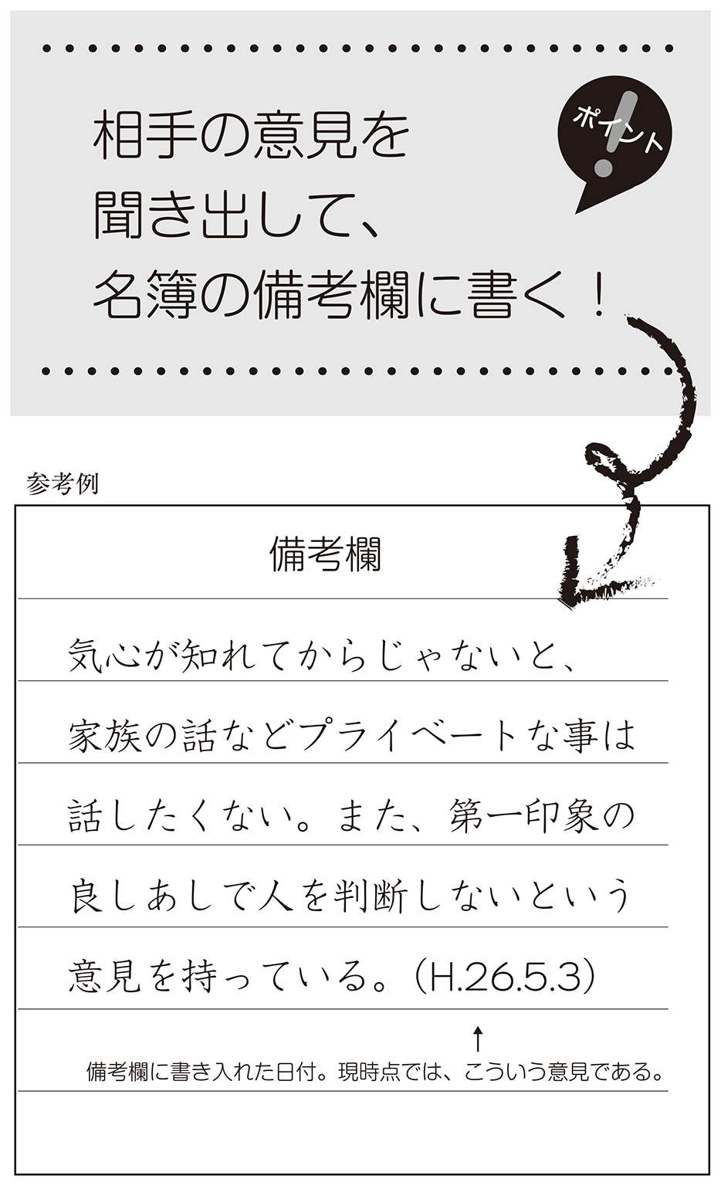 ポイント
相手の意見を
聞き出して、
名簿の備考欄に書く！
参考例
備考欄
気心が知れてからじゃないと、
家族の話などプライベートな事は
話したくない。また、第一印象の
良しあしで人を判断しないという
意見を持っている。（H.26.5.3）
↑
備考欄に書き入れた日付。現時点では、こういう意見である。